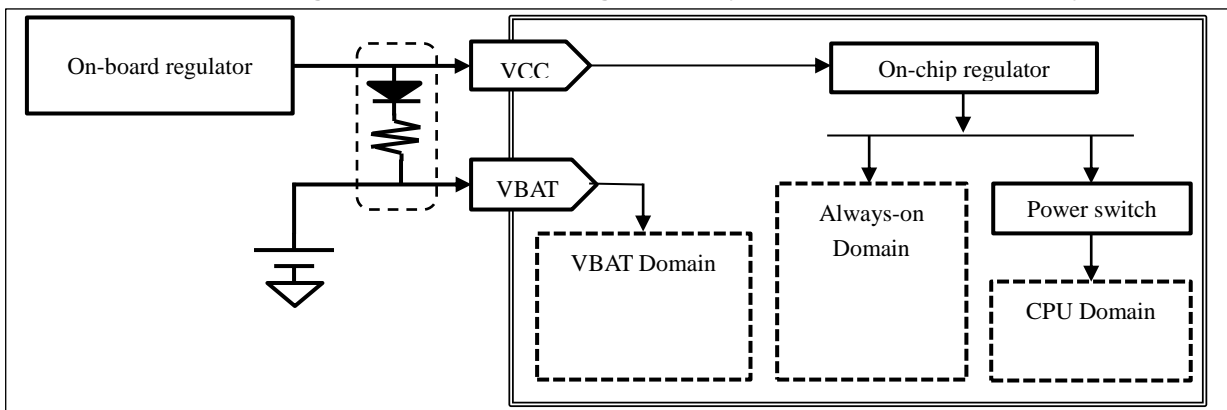 On-board regulator
VCC
On-chip regulator
VBAT
Always-on
Domain
Power switch
VBAT Domain
CPU Domain